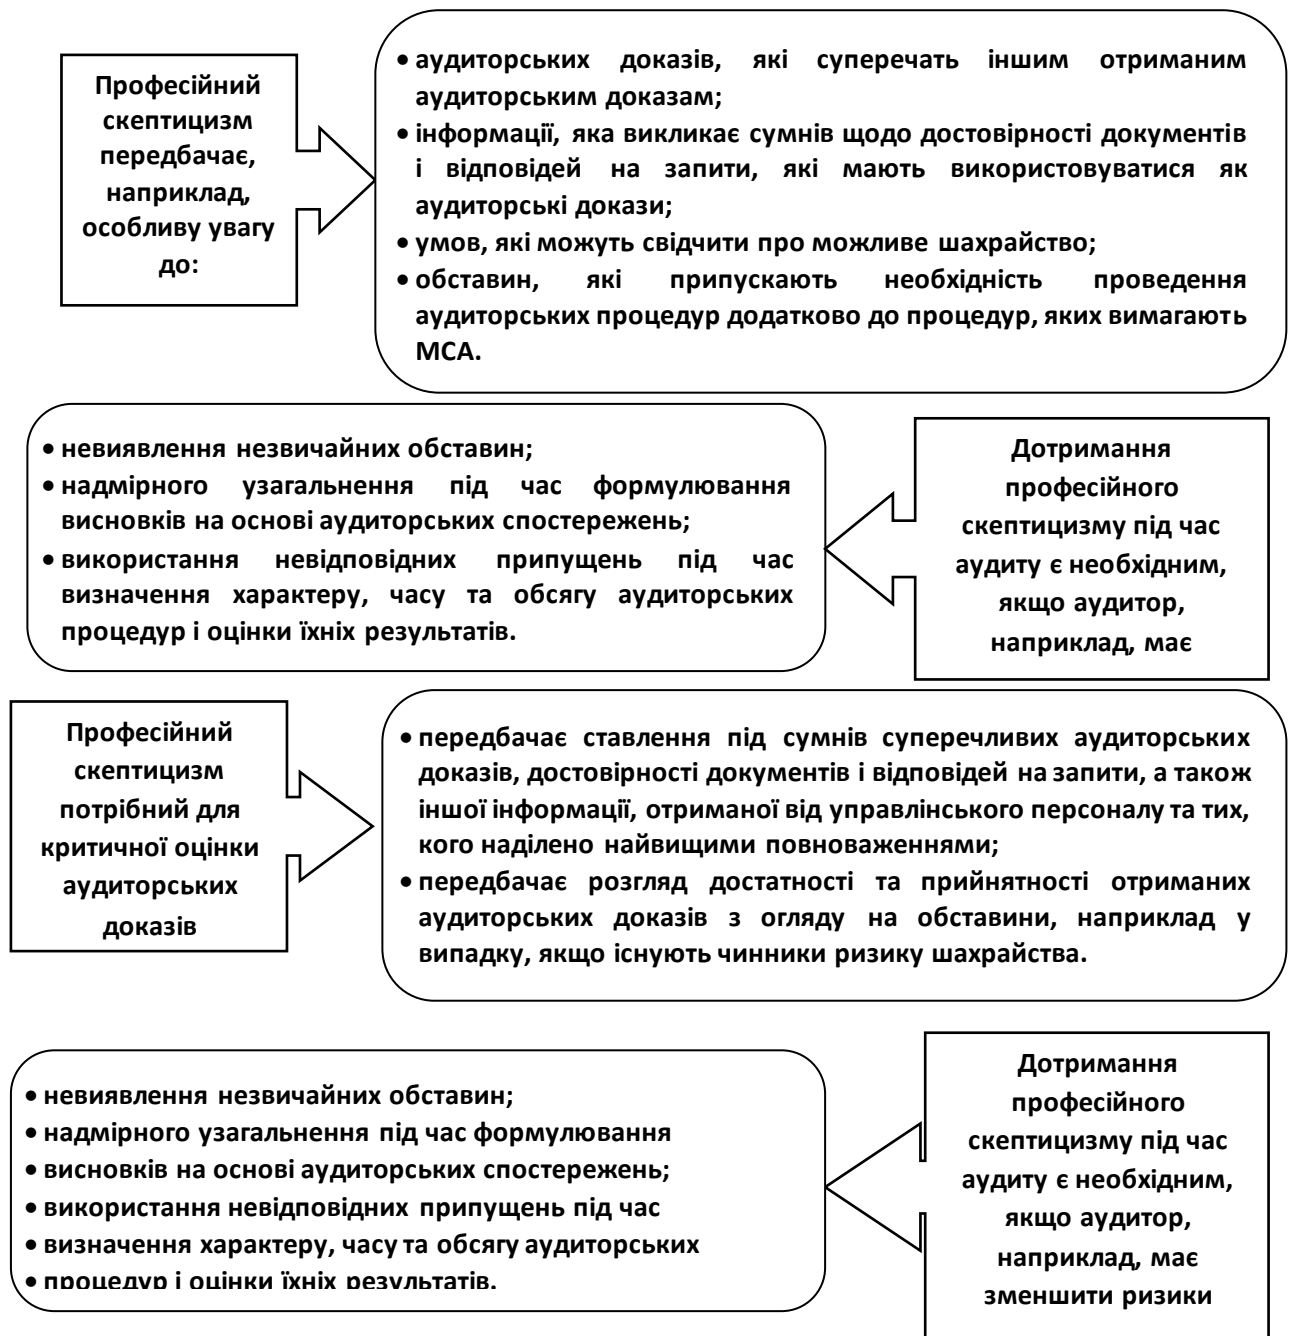 Професійний
скептицизм
передбачає,
наприклад,
особливу увагу
до:
• аудиторських доказів, які суперечать іншим отриманим
аудиторським доказам;
• інформації, яка викликає сумнів щодо достовірності документів
і відповідей на запити, які мають використовуватися як
аудиторські докази;
• умов, які можуть свідчити про можливе шахрайство;
• обставин, які припускають необхідність проведення
аудиторських процедур додатково до процедур, яких вимагають
МСА.
• невиявлення незвичайних обставин;
• надмірного узагальнення під час формулювання
висновків на основі аудиторських спостережень;
• використання невідповідних припущень під час
визначення характеру, часу та обсягу аудиторських
процедур і оцінки їхніх результатів.
Дотримання
професійного
скептицизму під час
аудиту є необхідним,
якщо аудитор,
наприклад, має
Професійний
скептицизм
потрібний для
критичної оцінки
аудиторських
доказів
• передбачає ставлення під сумнів суперечливих аудиторських
доказів, достовірності документів і відповідей на запити, а також
іншої інформації, отриманої від управлінського персоналу та тих,
кого наділено найвищими повноваженнями;
• передбачає розгляд достатності та прийнятності отриманих
аудиторських доказів з огляду на обставини, наприклад у
випадку, якщо існують чинники ризику шахрайства.
• невиявлення незвичайних обставин;
• надмірного узагальнення під час формулювання
• висновків на основі аудиторських спостережень;
• використання невідповідних припущень під час
• визначення характеру, часу та обсягу аудиторських
• процедур і оцінки їхніх результатів.
Дотримання
професійного
скептицизму під час
аудиту є необхідним,
якщо аудитор,
наприклад, має
зменшити ризики